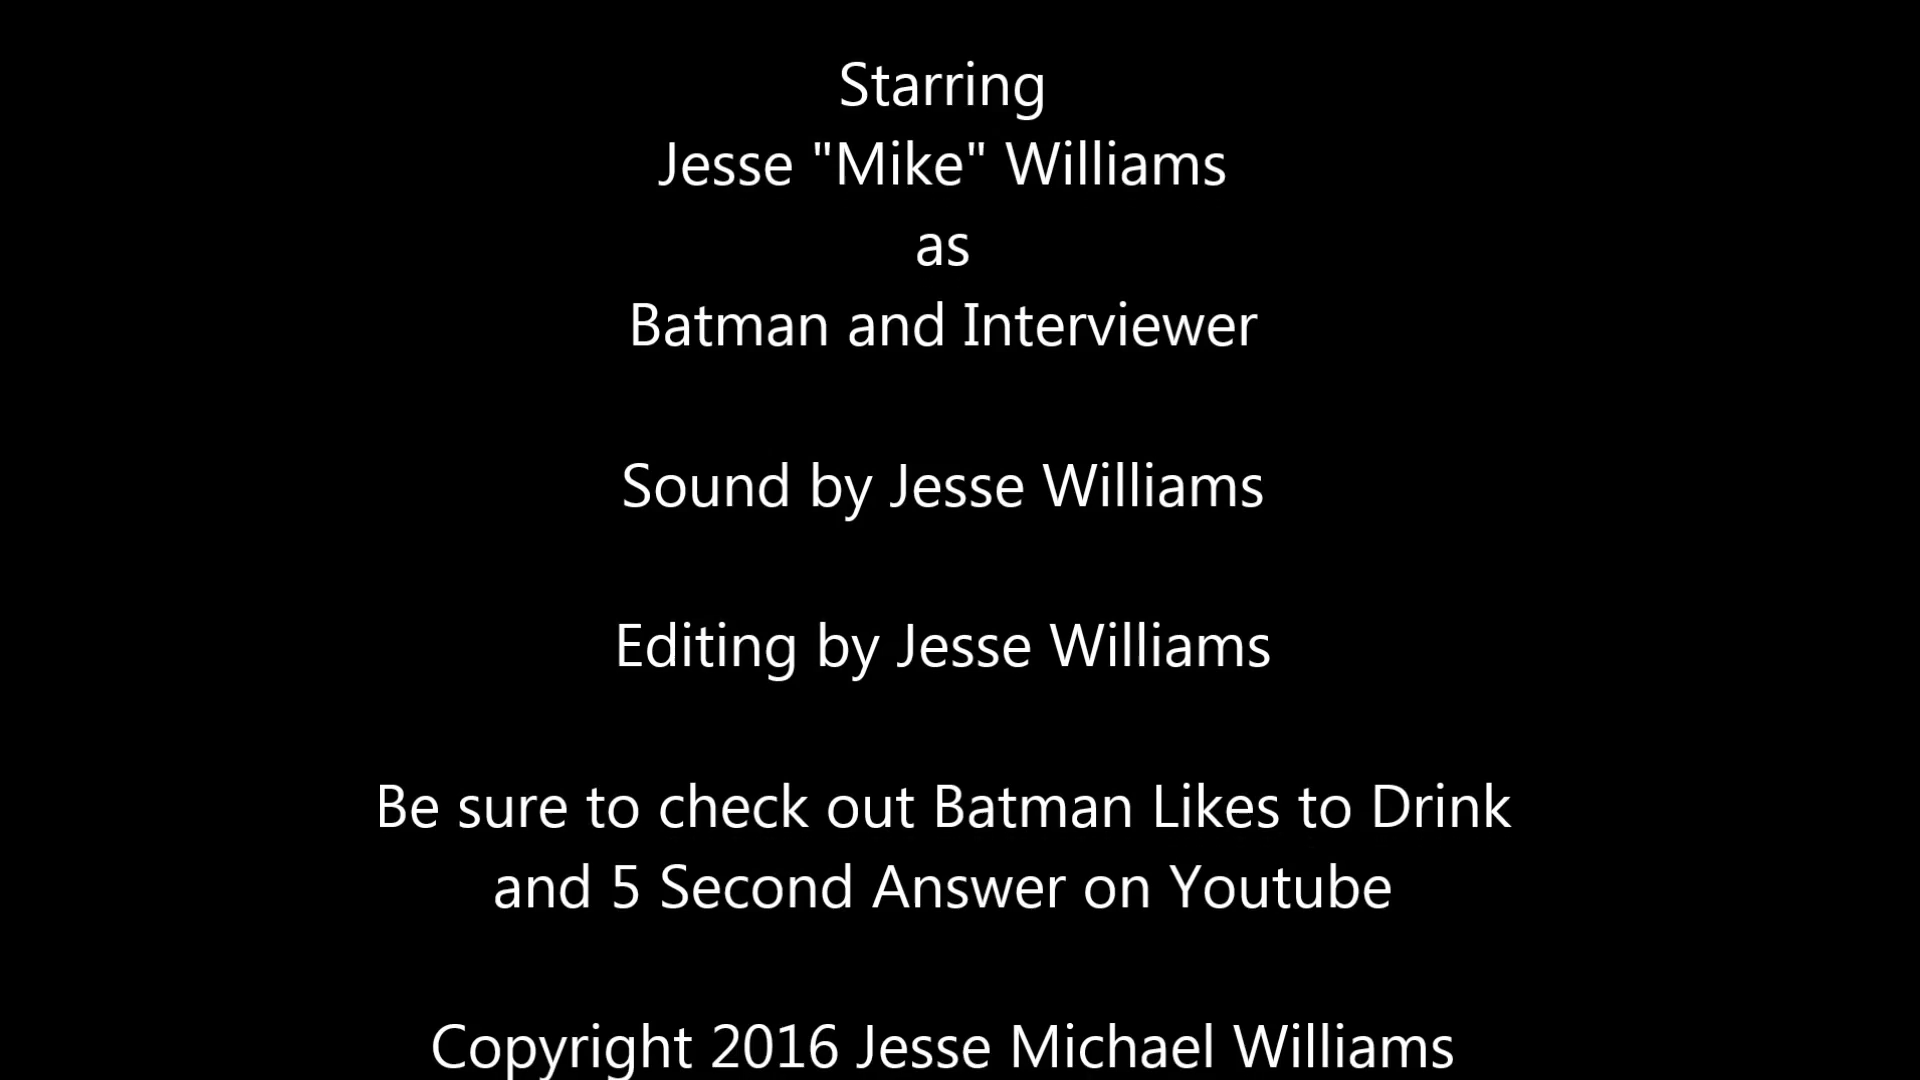 Starring
Jesse "Mike" Williams
as
Batman and Interviewer
Sound by Jesse Williams
Editing by Jesse Williams
Be sure to check out Batman Likes to Drink
and 5 Second Answer on Youtube
Copyright 2016 Jesse Michael Williams